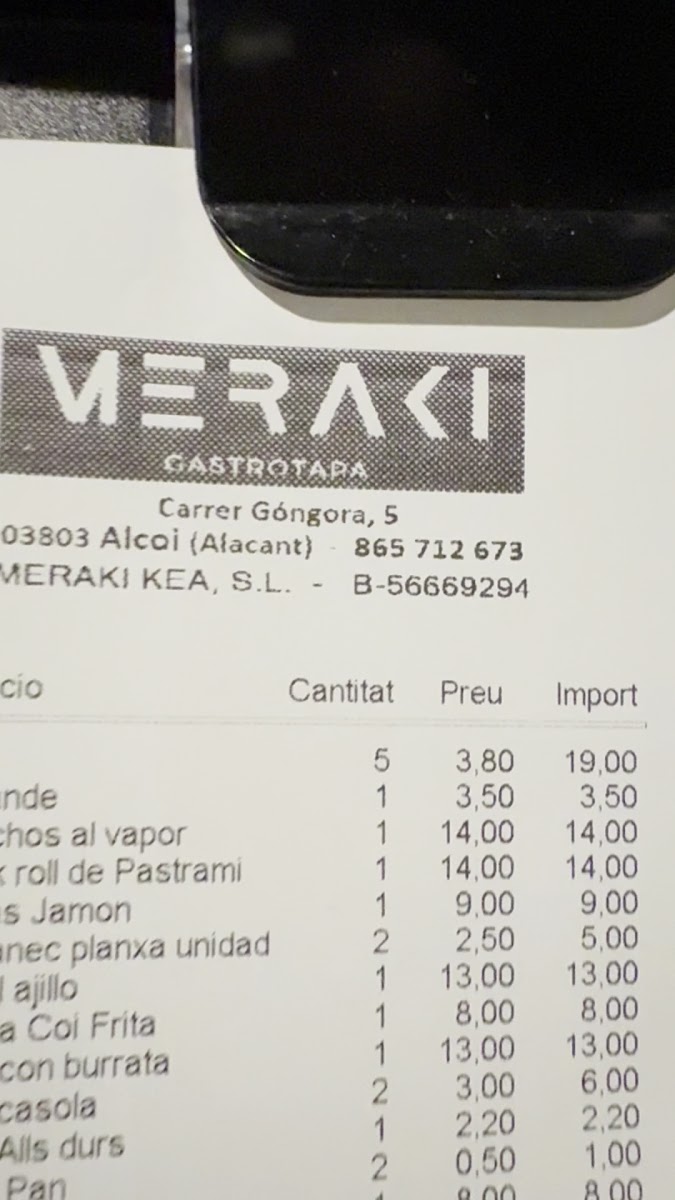 MERAKI
GASTROTAPA
Carrer Góngora, 5
03803 Alcoi (Alacant) - 865 712 673
MERAKI KEA, S.L. - B-56669294
cio Cantitat Preu Import
5 3,80 19,00
nde 1 3,50 3,50
chos al vapor 1 14,00 14,00
k roll de Pastrami 1 14,00 14,00
s Jamon 1 9,00 9,00
anec planxa unidad 2 2,50 5,00
l ajillo 1 13,00 13,00
a Coi Frita 1 8,00 8,00
con burrata 1 13,00 13,00
casola 2 3,00 6,00
Alls durs 1 2,20 2,20
Pan 2 0,50 1,00
8,00 8,00